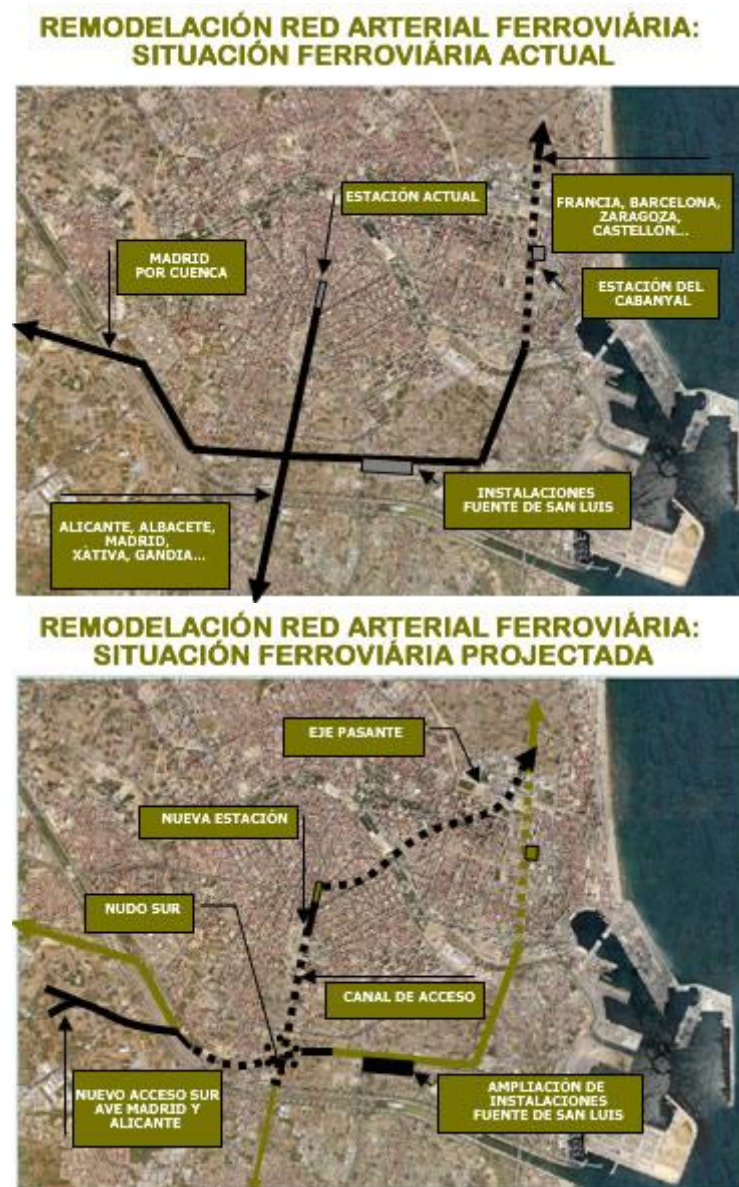 REMODELACIÓN RED ARTERIAL FERROVIÁRIA:
SITUACIÓN FERROVIÁRIA ACTUAL
ESTACIÓN ACTUAL
FRANCIA, BARCELONA,
ZARAGOZA,
CASTELLÓN...
MADRID
POR CUENCA
ESTACIÓN DEL
CABANYAL
INSTALACIONES
FUENTE DE SAN LUIS
ALICANTE, ALBACETE,
MADRID,
XÀTIVA, GANDIA...
REMODELACIÓN RED ARTERIAL FERROVIÁRIA:
SITUACIÓN FERROVIÁRIA PROJECTADA
EJE PASANTE
NUEVA ESTACIÓN
NUDO SUR
CANAL DE ACCESO
NUEVO ACCESO SUR
AVE MADRID Y
ALICANTE
AMPLIACIÓN DE
INSTALACIONES
FUENTE DE SAN LUIS